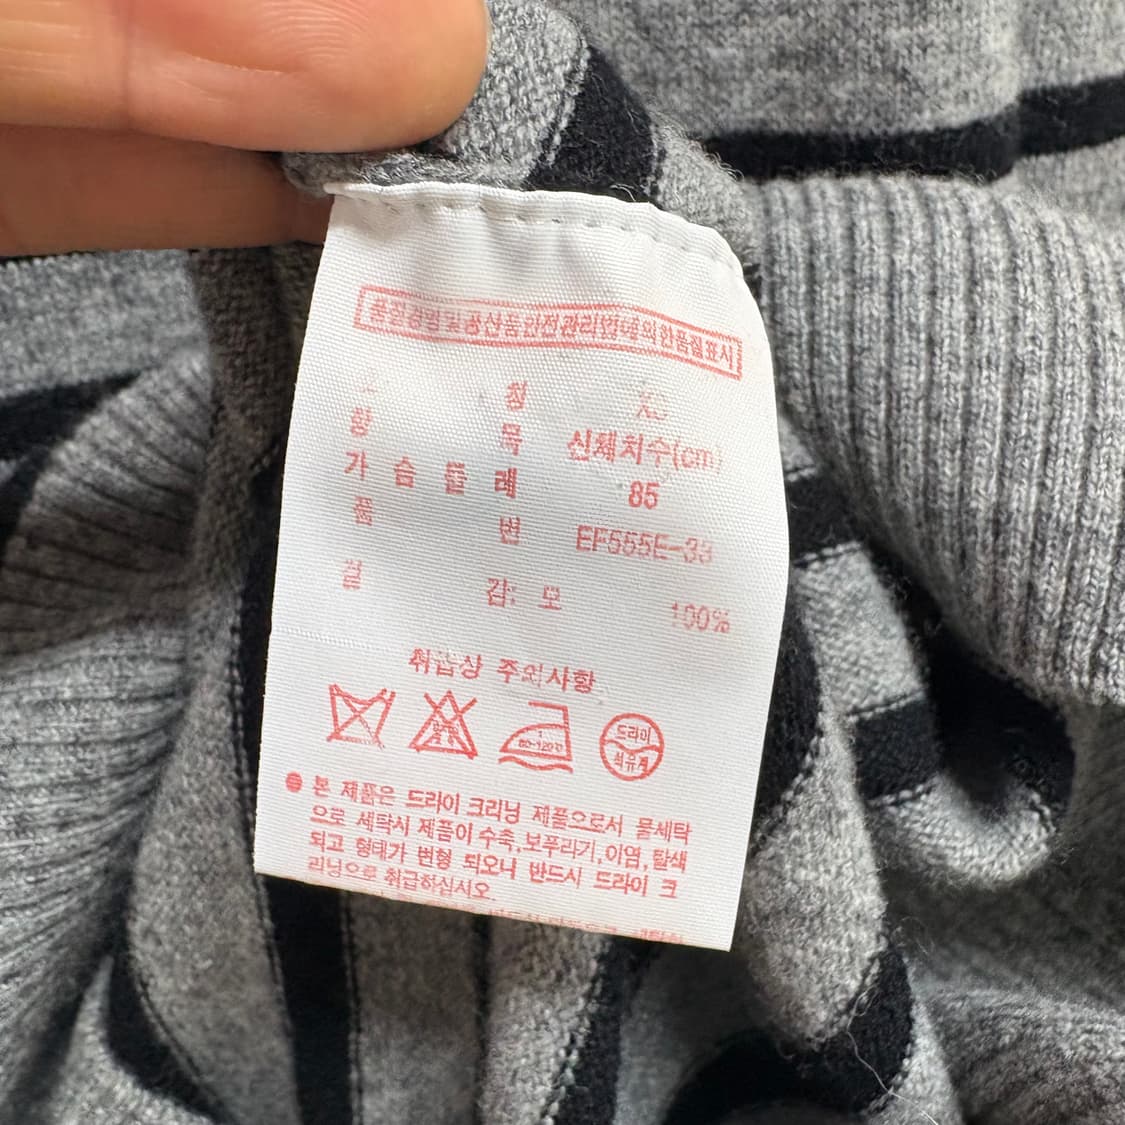 품질경영및공산품안전관리법에의한품질표시
호 칭 XS
항 목 신체치수(cm)
가 슴 둘 레 85
품 번 EF555E-33
겉 감: 모 100%
취급상 주의사항
80~120℃
드라이
석유계
● 본 제품은 드라이 크리닝 제품으로서 물세탁
으로 세탁시 제품이 수축,보푸라기,이염,탈색
되고 형태가 변형 되오니 반드시 드라이 크
리닝으로 취급하십시오.